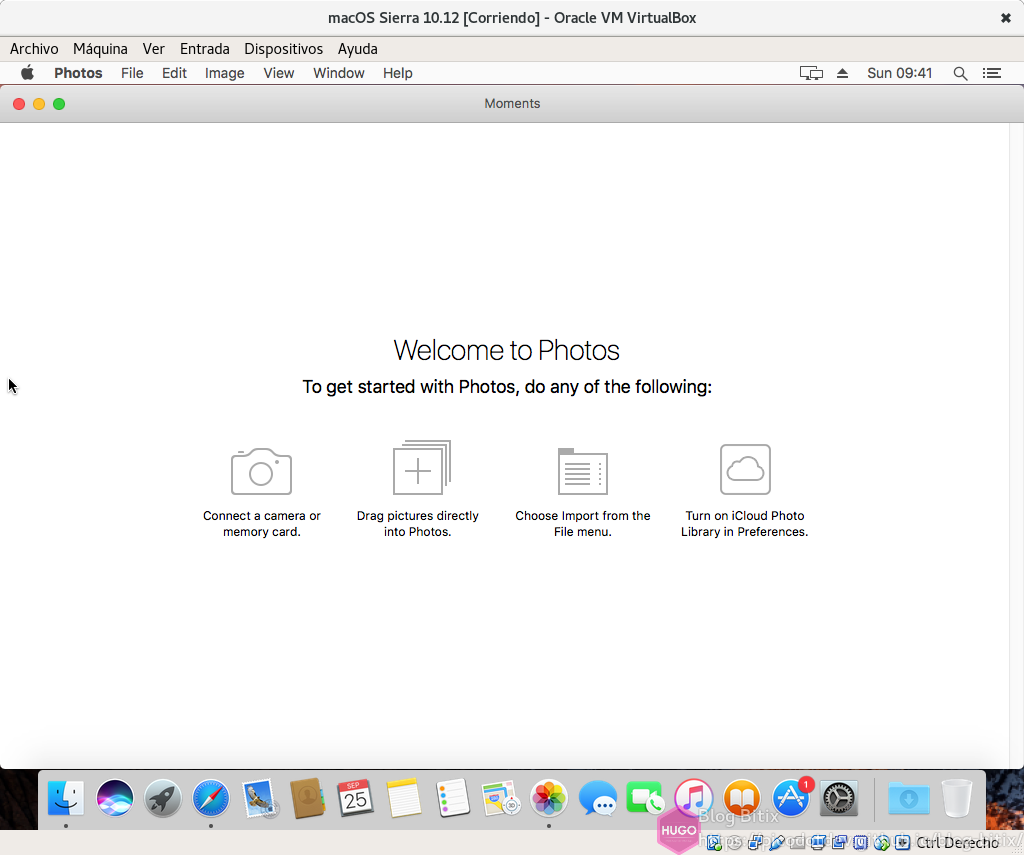 macOS Sierra 10.12 [Corriendo] - Oracle VM VirtualBox
Archivo Máquina Ver Entrada Dispositivos Ayuda
Photos File Edit Image View Window Help Sun 09:41
Moments
Welcome to Photos
To get started with Photos, do any of the following:
Connect a camera or
memory card.
Drag pictures directly
into Photos.
Choose Import from the
File menu.
Turn on iCloud Photo
Library in Preferences.
SEP
25
1
Blog Bitix
HUGO
Ctrl Derecho